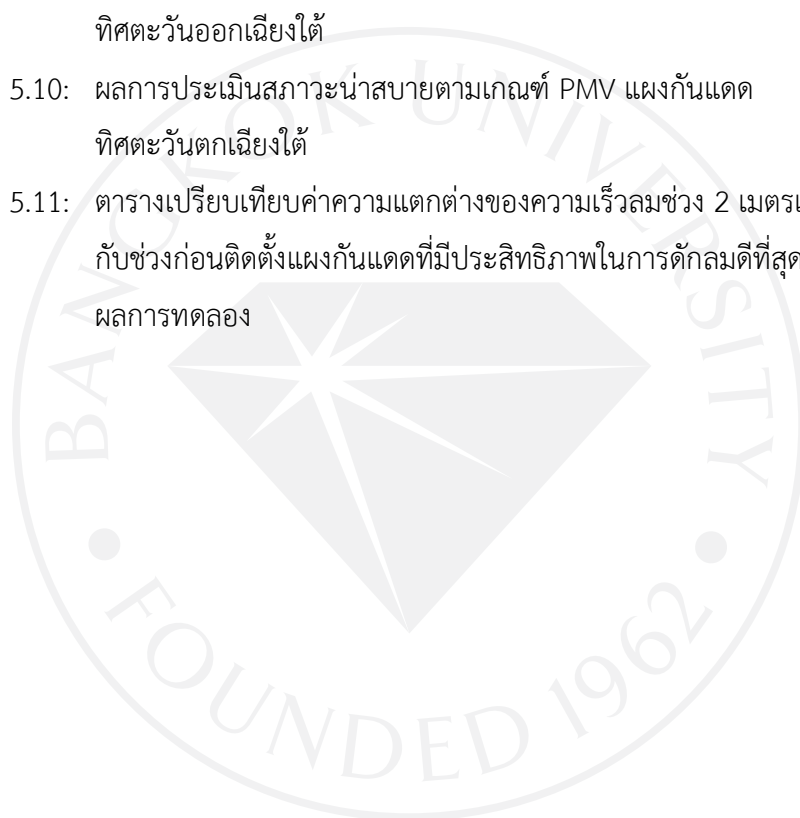 ทิศตะวันออกเฉียงใต้
5.10: ผลการประเมินสภาวะน่าสบายตามเกณฑ์ PMV แผงกันแดด
ทิศตะวันตกเฉียงใต้
5.11: ตารางเปรียบเทียบค่าความแตกต่างของความเร็วลมช่วง 2 เมตร
กับช่วงก่อนติดตั้งแผงกันแดดที่มีประสิทธิภาพในการดักลมดีที่สุด
ผลการทดลอง
BANGKOK UNIVERSITY
FOUNDED 1962